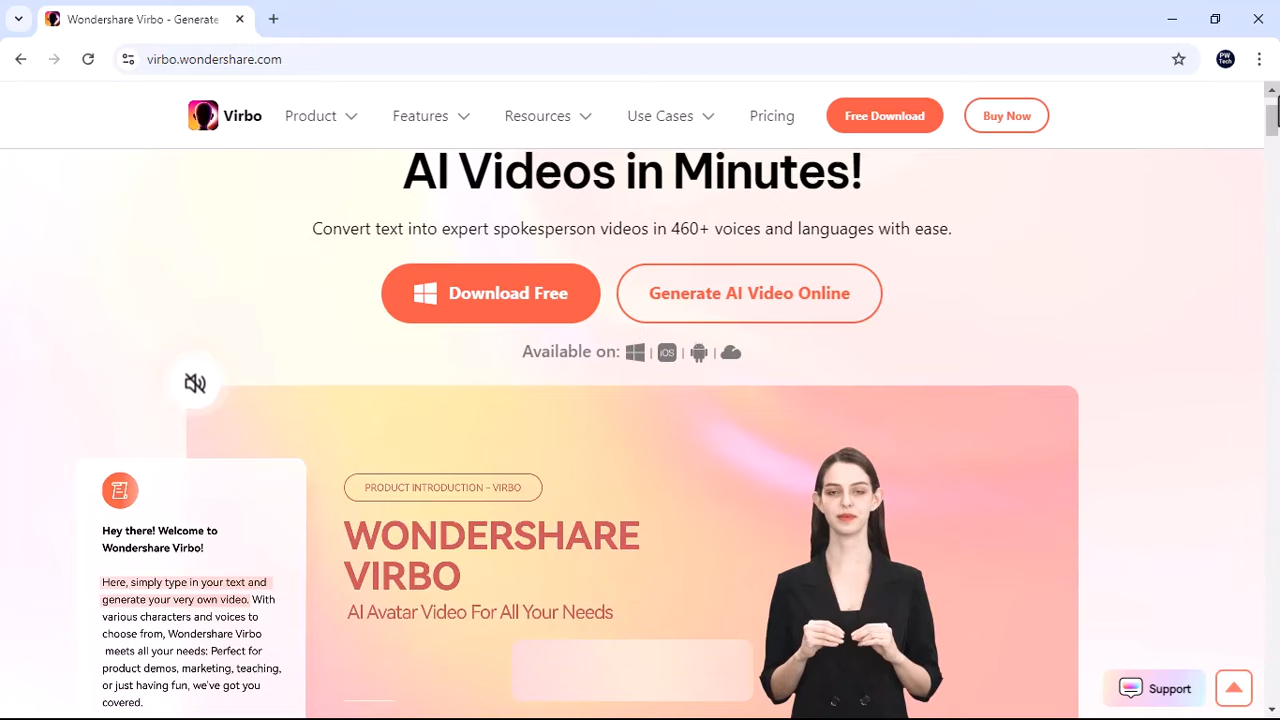 Wondershare Virbo - Generate
virbo.wondershare.com
PW
Tech
Virbo
Product
Features
Resources
Use Cases
Pricing
Free Download
Buy Now
AI Videos in Minutes!
Convert text into expert spokesperson videos in 460+ voices and languages with ease.
Download Free
Generate AI Video Online
Available on: | iOS | |
PRODUCT INTRODUCTION – VIRBO
WONDERSHARE
VIRBO
AI Avatar Video For All Your Needs
Hey there! Welcome to
Wondershare Virbo!
Here, simply type in your text and
generate your very own video. With
various characters and voices to
choose from, Wondershare Virbo
meets all your needs: Perfect for
product demos, marketing, teaching,
or just having fun, we've got you
covered.
Support